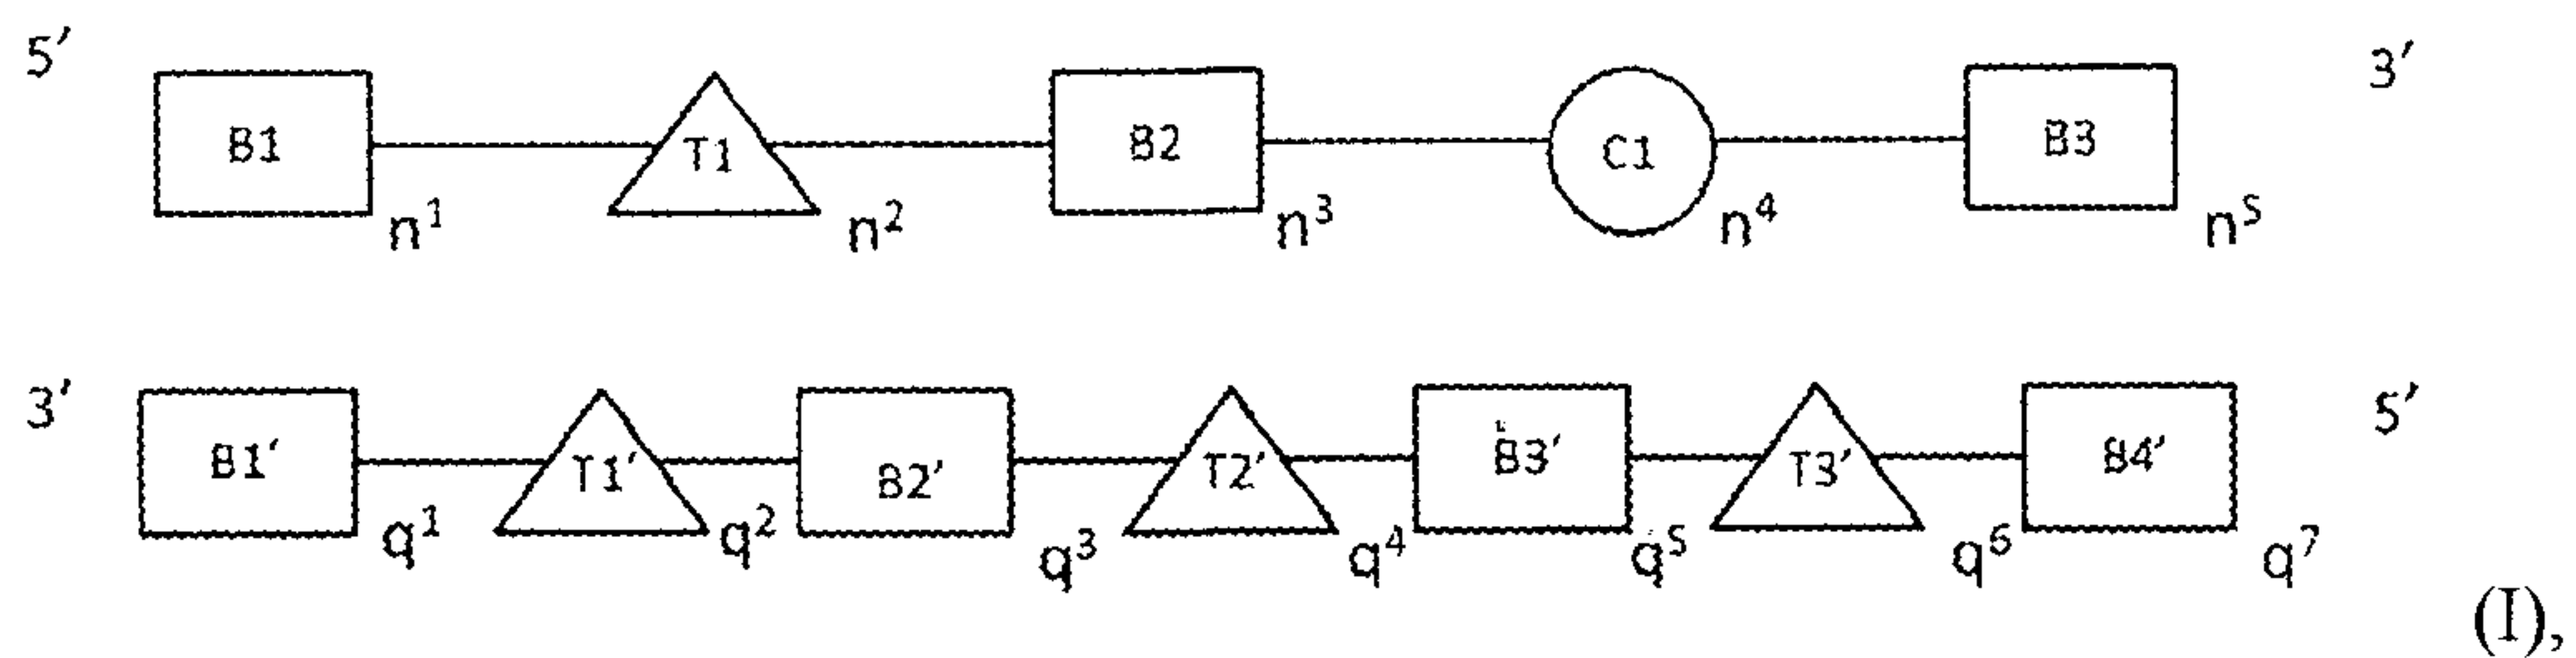 5′ B1 T1 B2 C1 B3 3′
n¹ n² n³ n⁴ n⁵
3′ B1′ T1′ B2′ T2′ B3′ T3′ B4′ 5′
q¹ q² q³ q⁴ q⁵ q⁶ q⁷
(I),